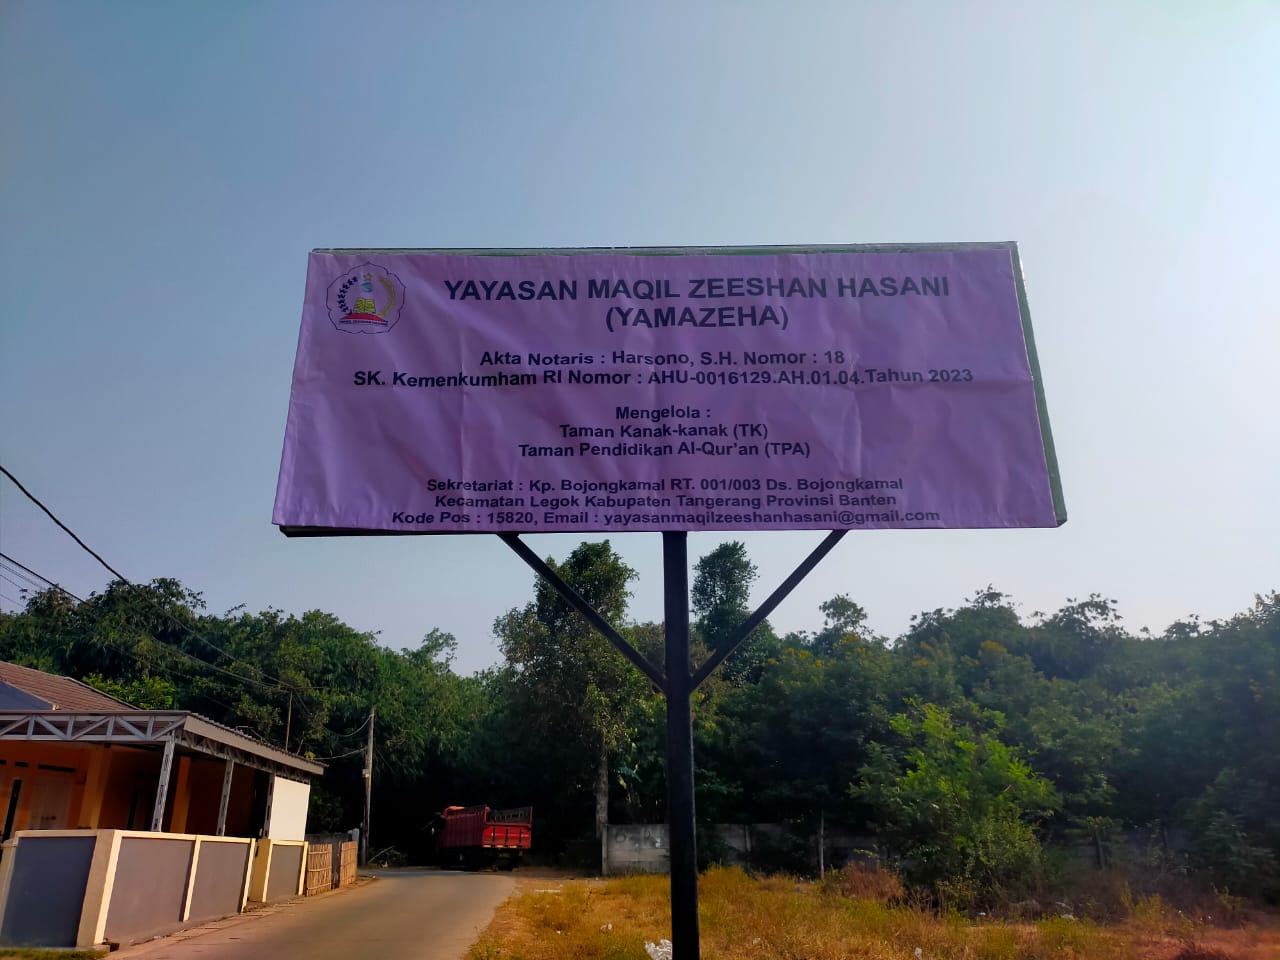 YAYASAN MAQIL ZEESHAN HASANI
(YAMAZEHA)
Akta Notaris : Harsono, S.H. Nomor : 18
SK. Kemenkumham RI Nomor : AHU-0016129.AH.01.04.Tahun 2023
Mengelola :
Taman Kanak-kanak (TK)
Taman Pendidikan Al-Qur'an (TPA)
Sekretariat : Kp. Bojongkamal RT. 001/003 Ds. Bojongkamal
Kecamatan Legok Kabupaten Tangerang Provinsi Banten
Kode Pos : 15820, Email : yayasanmaqilzeeshanhasani@gmail.com